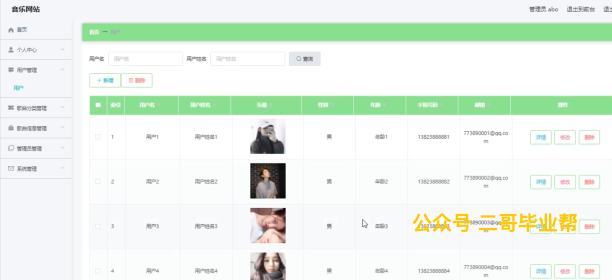 音乐网站
管理员 abo
退出到前台
首页
个人中心
用户管理
用户
歌曲分类管理
歌曲信息管理
管理员管理
系统管理
首页
用户
用户名
用户名
用户姓名
用户姓名
查询
+ 新增
删除
索引 用户名 用户姓名 头像 性别 年龄 手机号码 邮箱 操作
1 用户1 用户姓名1 男 年龄1 13823888881 773890001@qq.com 详情 修改 删除
2 用户2 用户姓名2 男 年龄2 13823888882 773890002@qq.com 详情 修改 删除
3 用户3 用户姓名3 男 年龄3 13823888883 773890003@qq.com 详情 修改 删除
公众号-二哥毕业帮
4 用户4 用户姓名4 男 年龄4 13823888884 773890004@qq.com 详情 修改 删除